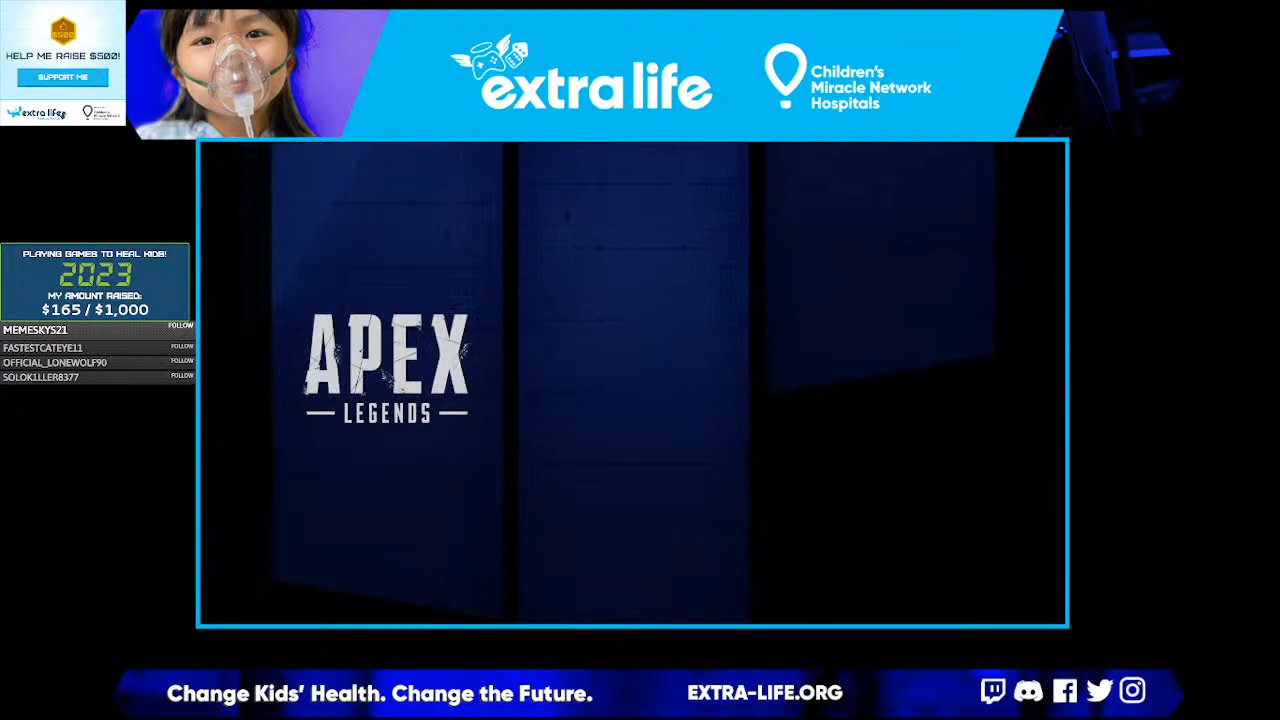 $500
HELP ME RAISE $500!
SUPPORT ME
extra life
extra life
Children's
Miracle Network
Hospitals
PLAYING GAMES TO HEAL KIDS!
2023
MY AMOUNT RAISED:
$165 / $1,000
MEMESKYS21 FOLLOW
FASTESTCATEYE11 FOLLOW
OFFICIAL_LONEWOLF90 FOLLOW
SOLOK1LLER8377 FOLLOW
APEX
LEGENDS
Change Kids' Health. Change the Future.
EXTRA-LIFE.ORG